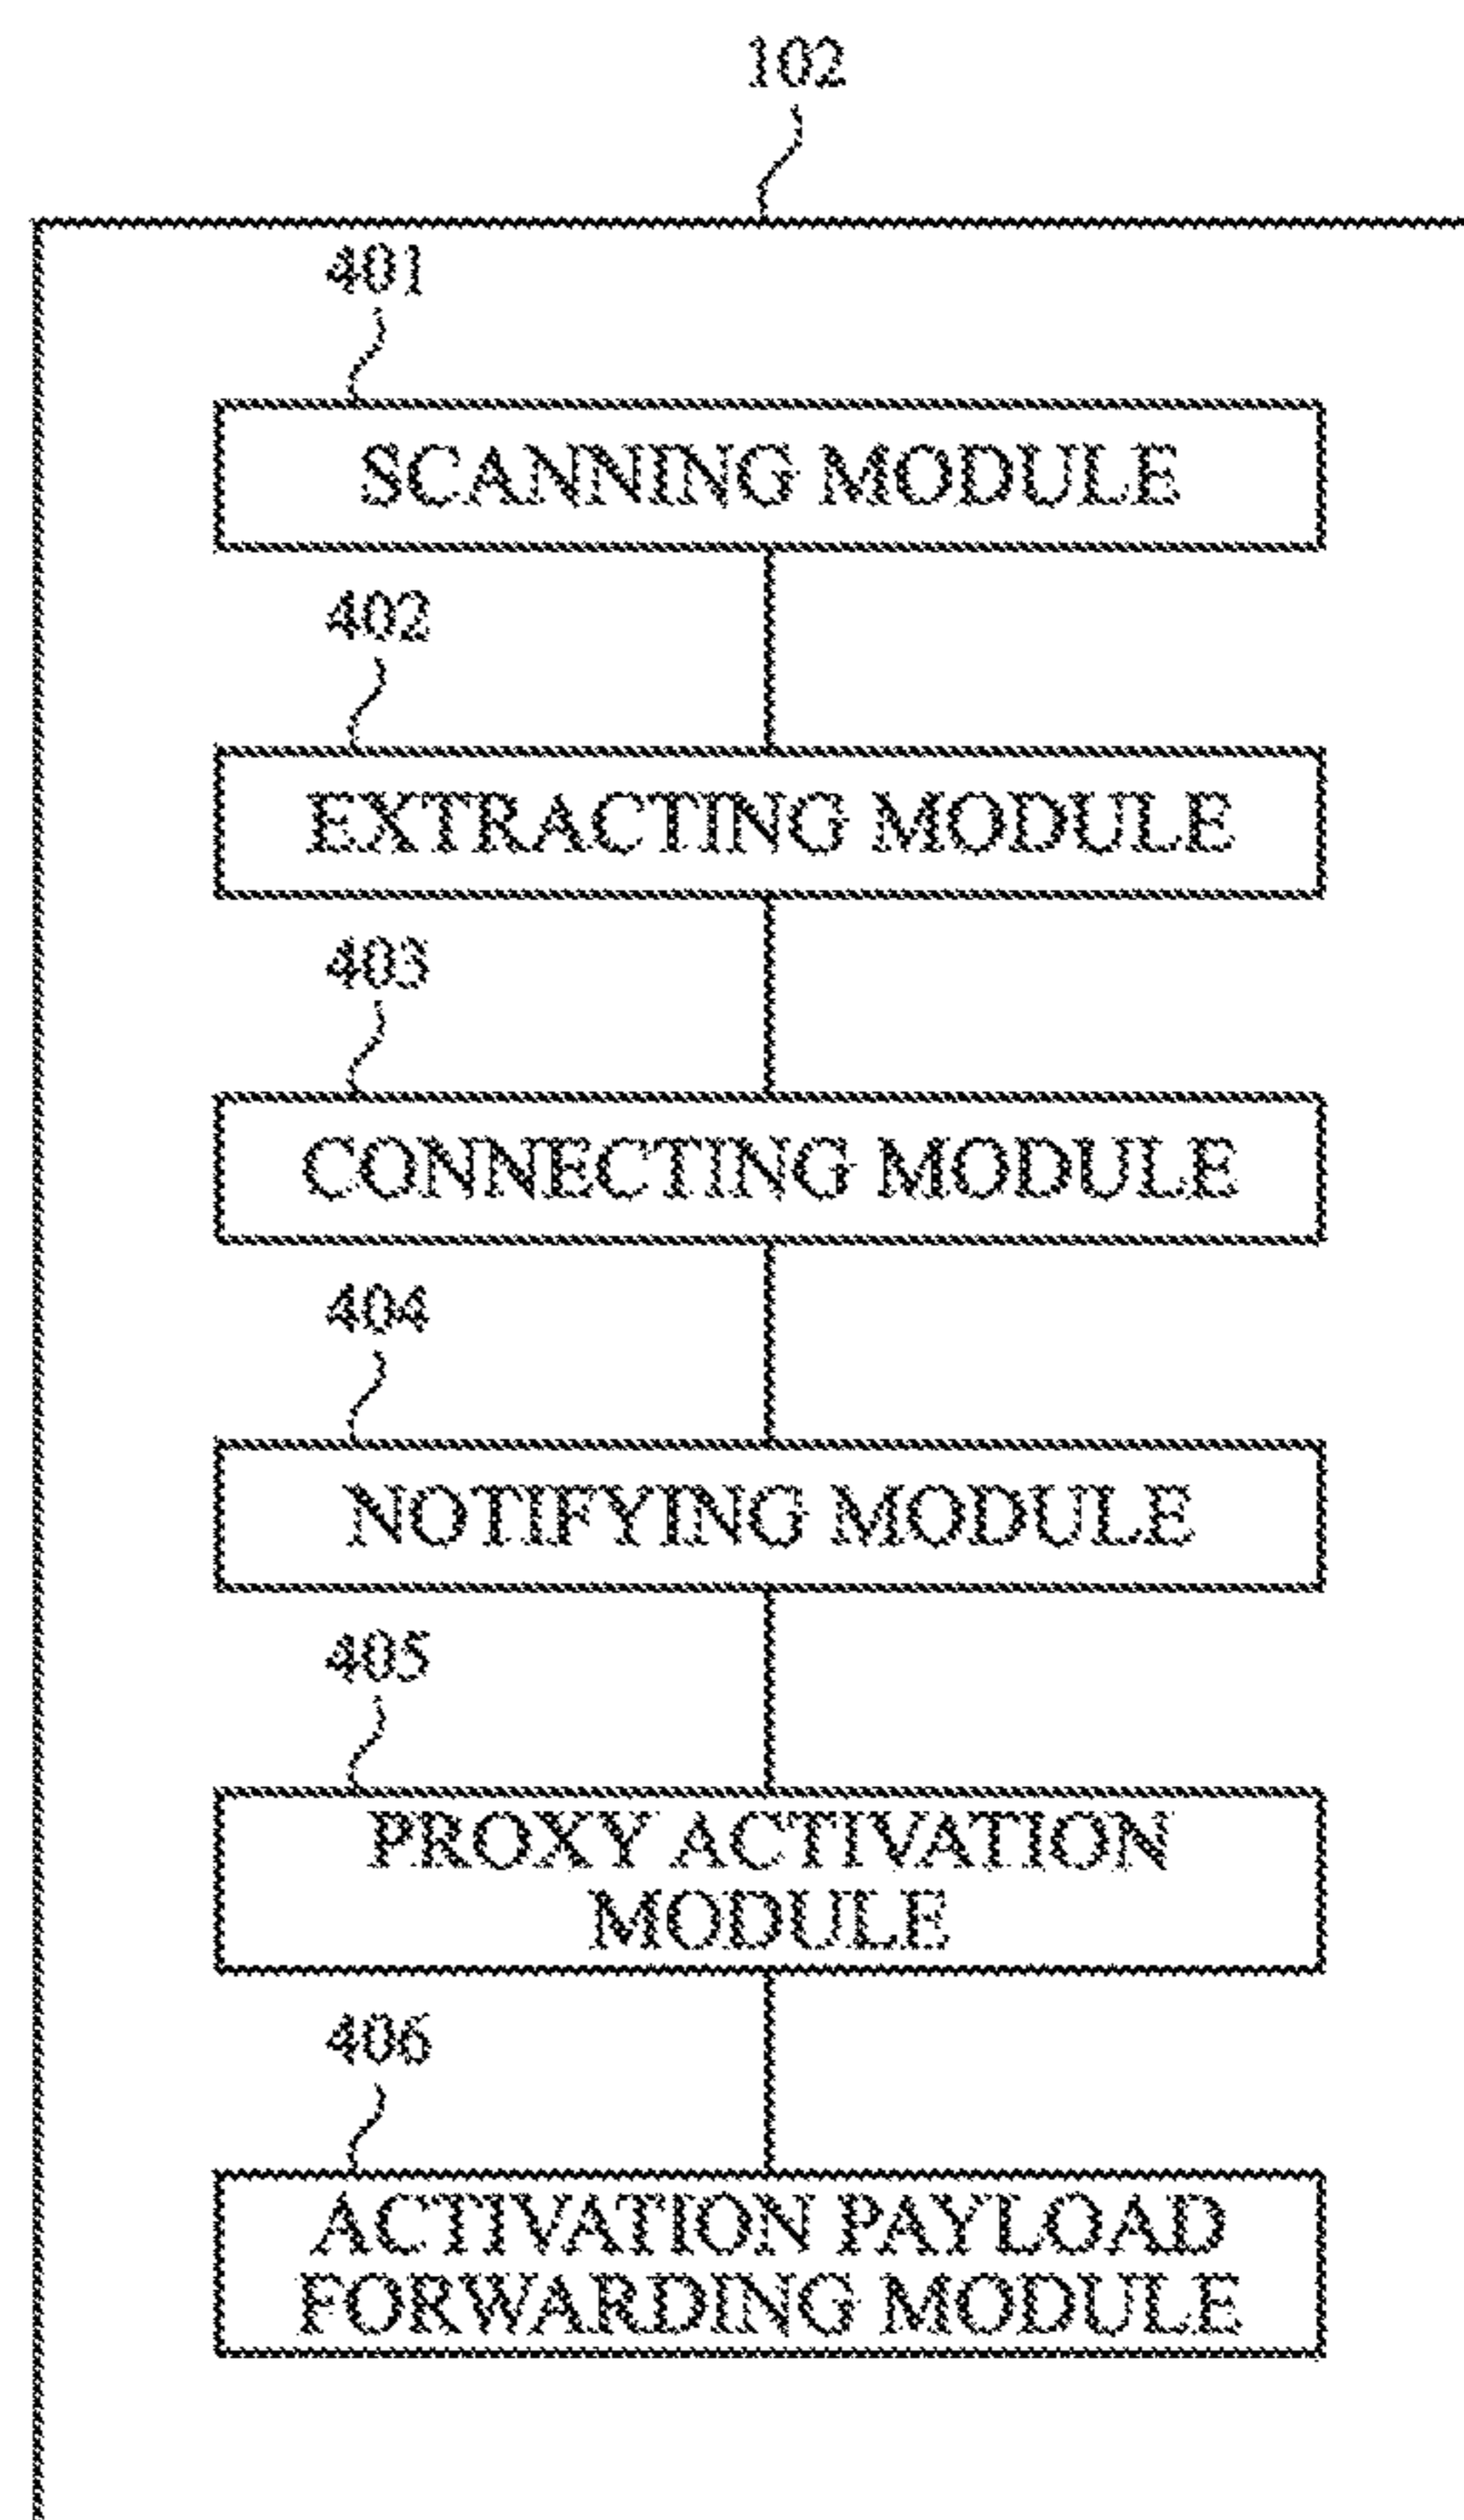 102
401
SCANNING MODULE
402
EXTRACTING MODULE
403
CONNECTING MODULE
404
NOTIFYING MODULE
405
PROXY ACTIVATION
MODULE
406
ACTIVATION PAYLOAD
FORWARDING MODULE